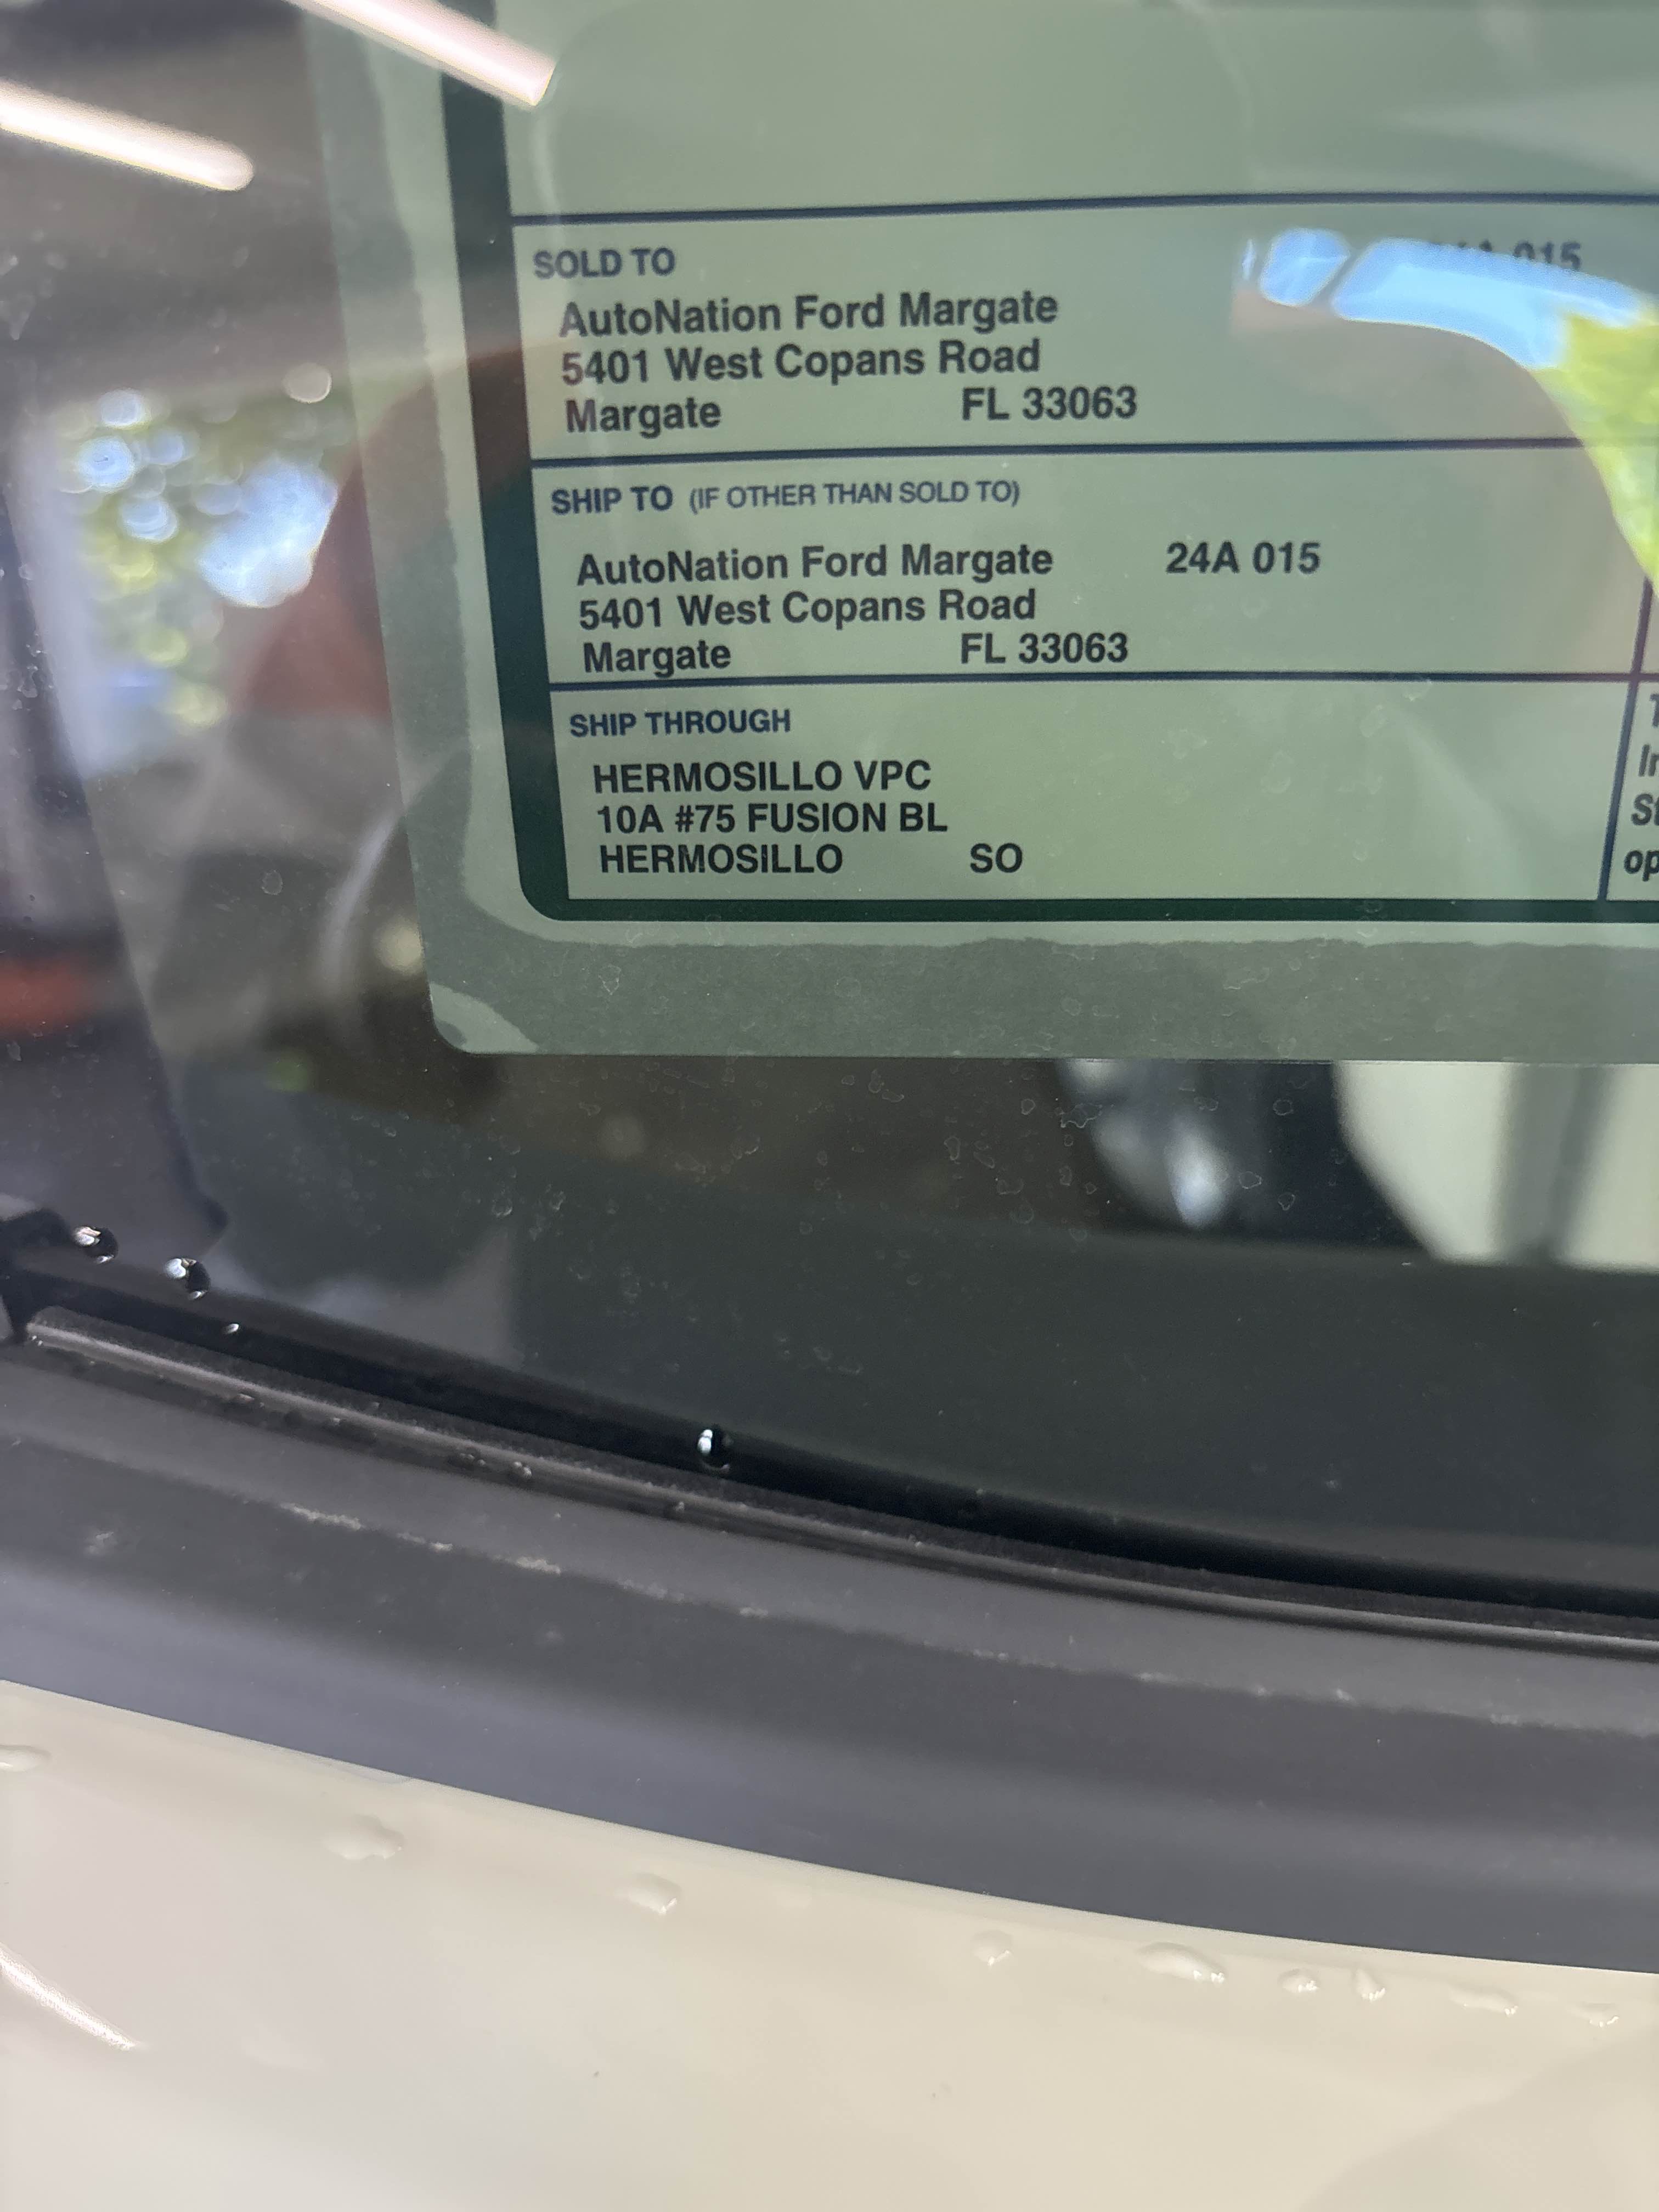 SOLD TO
015
AutoNation Ford Margate
5401 West Copans Road
Margate FL 33063
SHIP TO (IF OTHER THAN SOLD TO)
AutoNation Ford Margate 24A 015
5401 West Copans Road
Margate FL 33063
SHIP THROUGH
HERMOSILLO VPC
10A #75 FUSION BL
HERMOSILLO SO